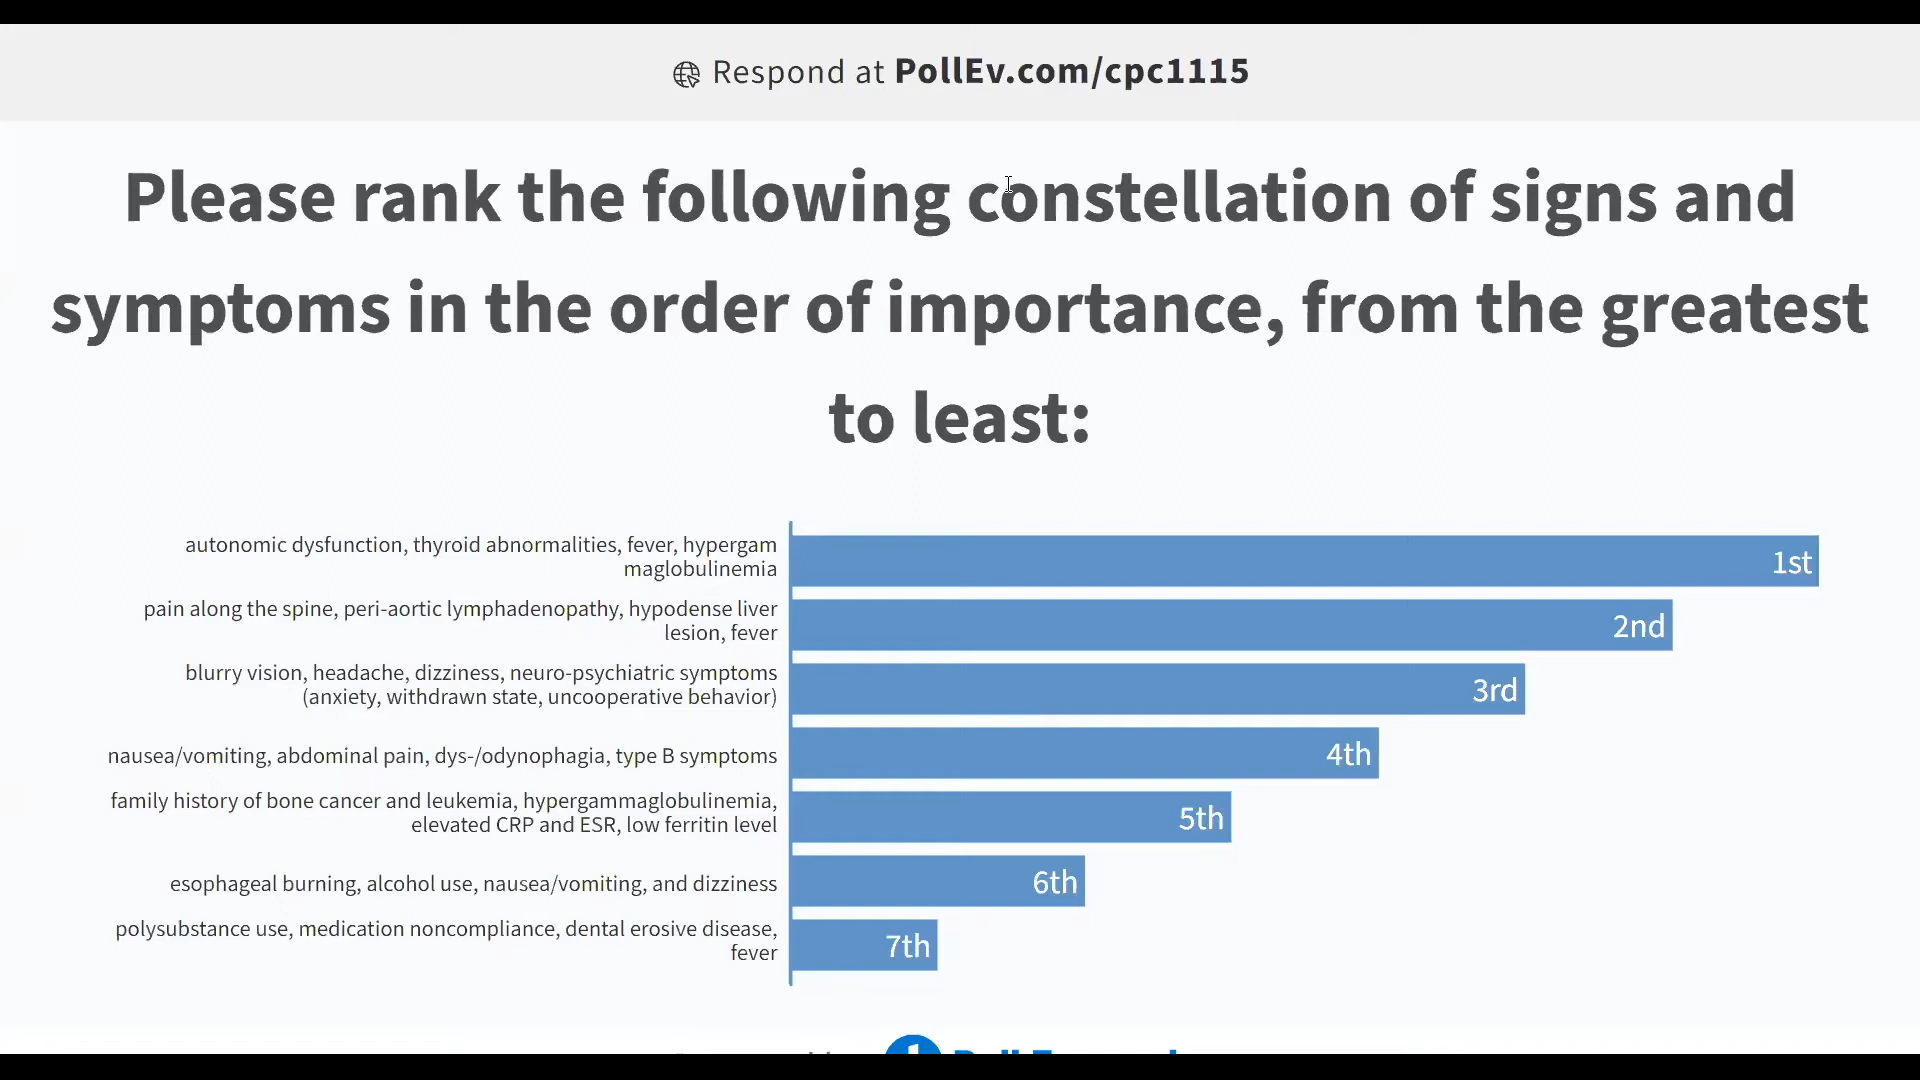 Respond at PollEv.com/cpc1115
Please rank the following constellation of signs and
symptoms in the order of importance, from the greatest
to least:
autonomic dysfunction, thyroid abnormalities, fever, hypergam
maglobulinemia
1st
pain along the spine, peri-aortic lymphadenopathy, hypodense liver
lesion, fever
2nd
blurry vision, headache, dizziness, neuro-psychiatric symptoms
(anxiety, withdrawn state, uncooperative behavior)
3rd
nausea/vomiting, abdominal pain, dys-/odynophagia, type B symptoms
4th
family history of bone cancer and leukemia, hypergammaglobulinemia,
elevated CRP and ESR, low ferritin level
5th
esophageal burning, alcohol use, nausea/vomiting, and dizziness
6th
polysubstance use, medication noncompliance, dental erosive disease,
fever
7th